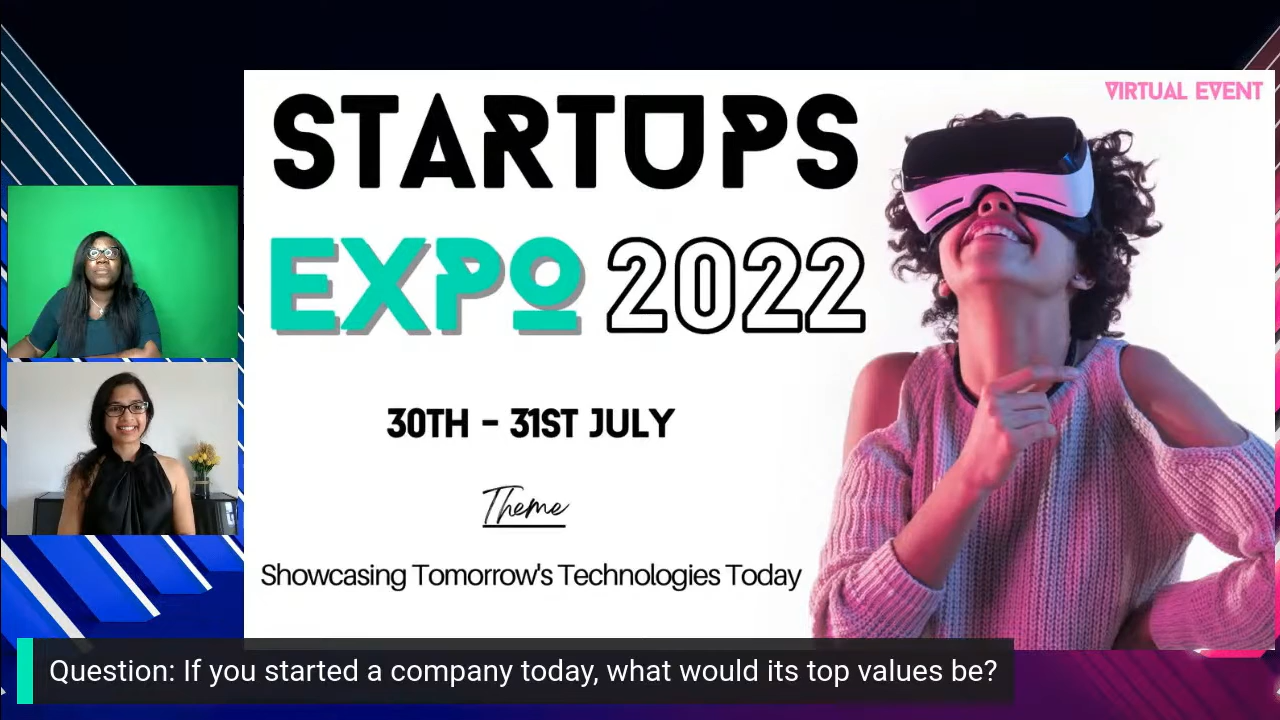 VIRTUAL EVENT
STARTUPS
EXPO 2022
30TH - 31ST JULY
Theme
Showcasing Tomorrow's Technologies Today
Question: If you started a company today, what would its top values be?